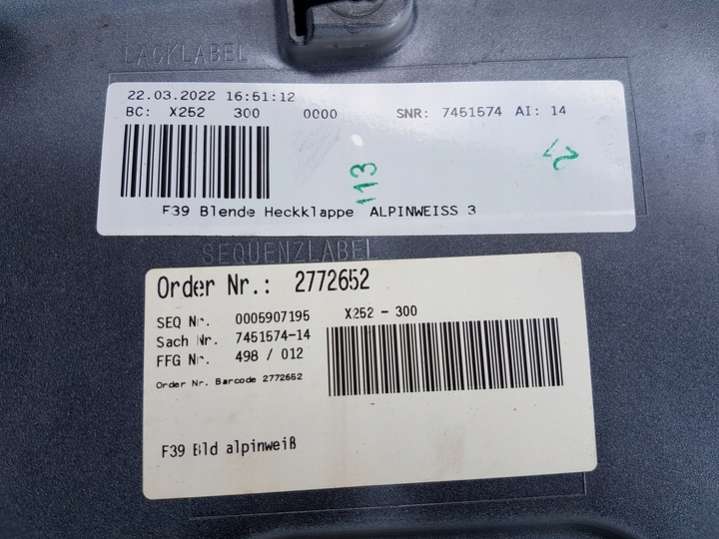 LACKLABEL
22.03.2022 16:51:12
BC: X252 300 0000 SNR: 7451574 AI: 14
113
21
F39 Blende Heckklappe ALPINWEISS 3
SEQUENZLABEL
Order Nr.: 2772652
SEQ Nr. 0005907195 X252 - 300
Sach Nr. 7451574-14
FFG Nr. 498 / 012
Order Nr. Barcode 2772652
F39 Bld alpinweiß